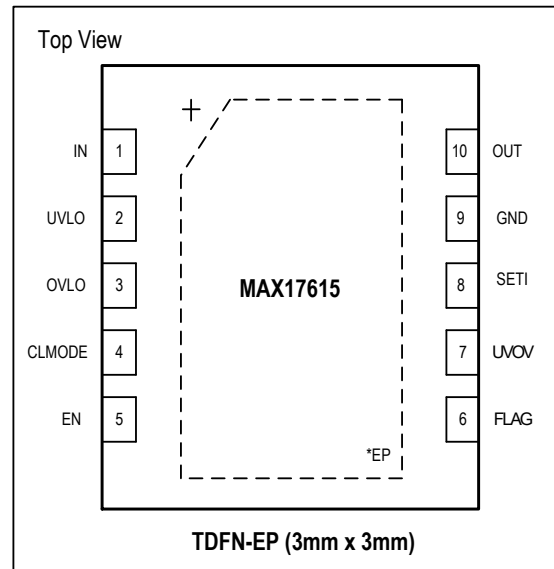 Top View
+
IN 1 10 OUT
UVLO 2 9 GND
OVLO 3 8 SETI
MAX17615
CLMODE 4 7 UVOV
EN 5 6 FLAG
*EP
TDFN-EP (3mm x 3mm)